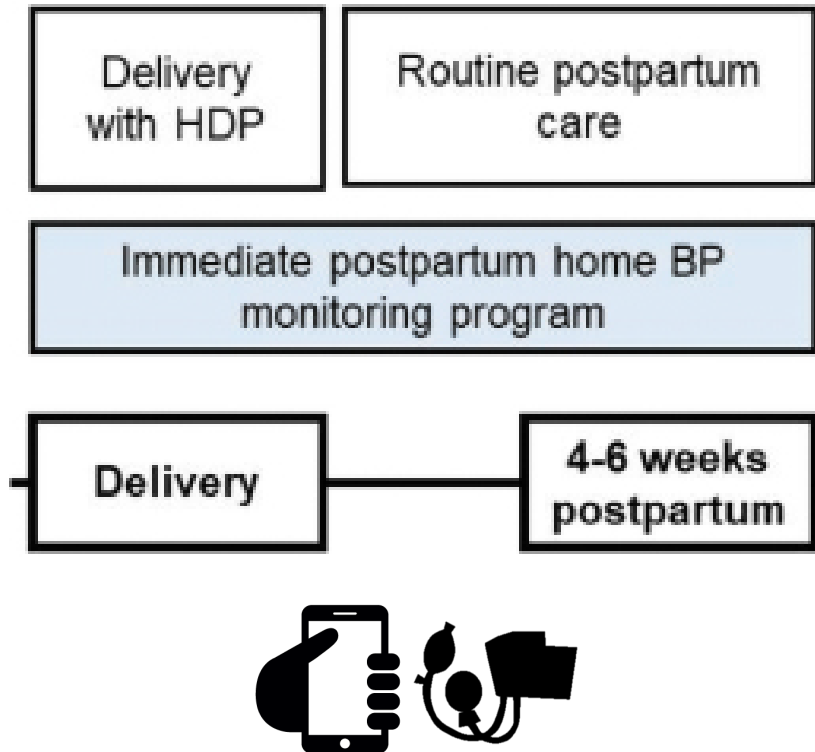 Delivery
with HDP
Routine postpartum
care
Immediate postpartum home BP
monitoring program
Delivery
4-6 weeks
postpartum